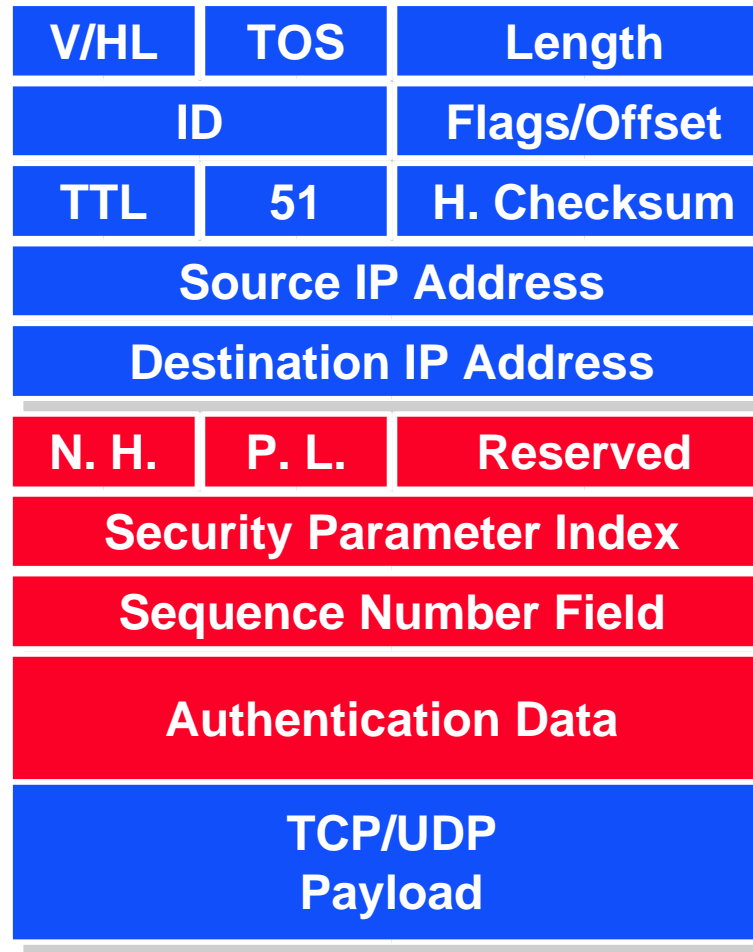 V/HL TOS Length
ID Flags/Offset
TTL 51 H. Checksum
Source IP Address
Destination IP Address
N. H. P. L. Reserved
Security Parameter Index
Sequence Number Field
Authentication Data
TCP/UDP
Payload